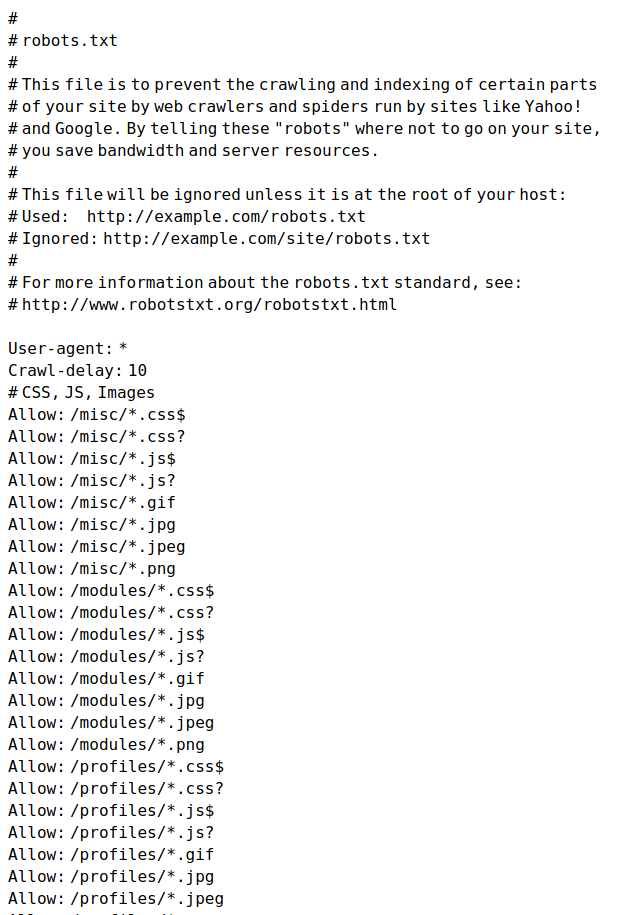 #
# robots.txt
#
# This file is to prevent the crawling and indexing of certain parts
# of your site by web crawlers and spiders run by sites like Yahoo!
# and Google. By telling these "robots" where not to go on your site,
# you save bandwidth and server resources.
#
# This file will be ignored unless it is at the root of your host:
# Used:    http://example.com/robots.txt
# Ignored: http://example.com/site/robots.txt
#
# For more information about the robots.txt standard, see:
# http://www.robotstxt.org/robotstxt.html

User-agent: *
Crawl-delay: 10
# CSS, JS, Images
Allow: /misc/*.css$
Allow: /misc/*.css?
Allow: /misc/*.js$
Allow: /misc/*.js?
Allow: /misc/*.gif
Allow: /misc/*.jpg
Allow: /misc/*.jpeg
Allow: /misc/*.png
Allow: /modules/*.css$
Allow: /modules/*.css?
Allow: /modules/*.js$
Allow: /modules/*.js?
Allow: /modules/*.gif
Allow: /modules/*.jpg
Allow: /modules/*.jpeg
Allow: /modules/*.png
Allow: /profiles/*.css$
Allow: /profiles/*.css?
Allow: /profiles/*.js$
Allow: /profiles/*.js?
Allow: /profiles/*.gif
Allow: /profiles/*.jpg
Allow: /profiles/*.jpeg